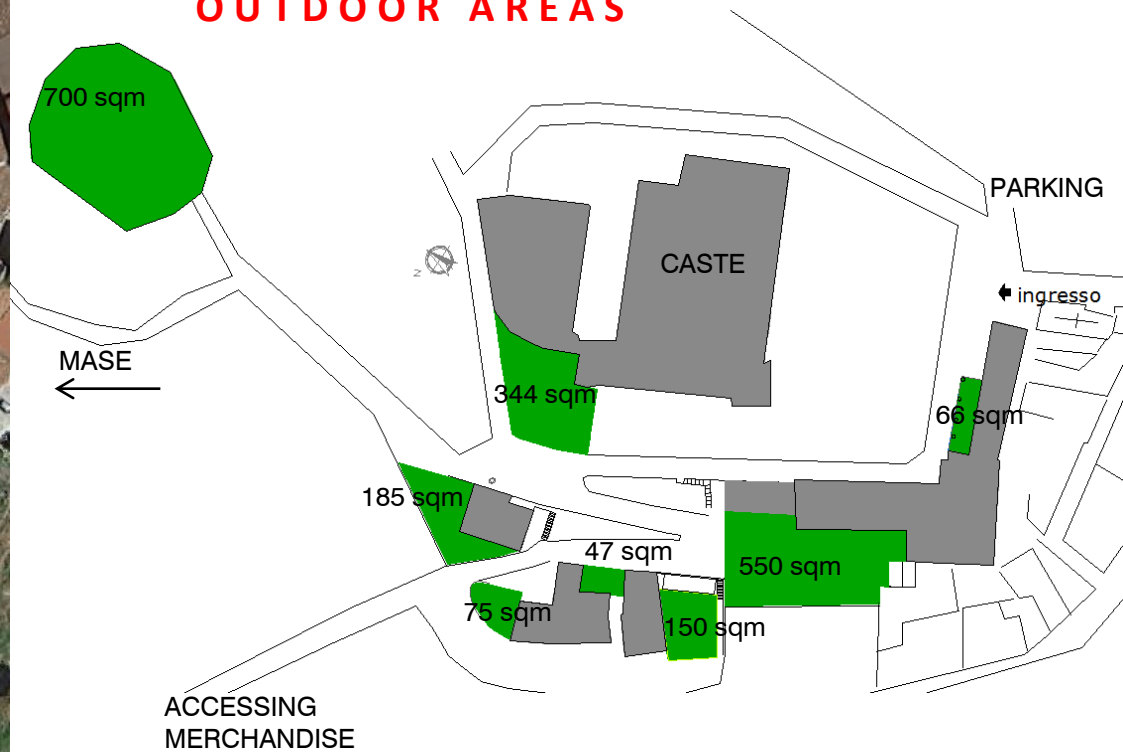 OUTDOOR AREAS
700 sqm
PARKING
CASTE
N
ingresso
MASE
344 sqm
66 sqm
185 sqm
47 sqm
550 sqm
75 sqm
150 sqm
ACCESSING
MERCHANDISE